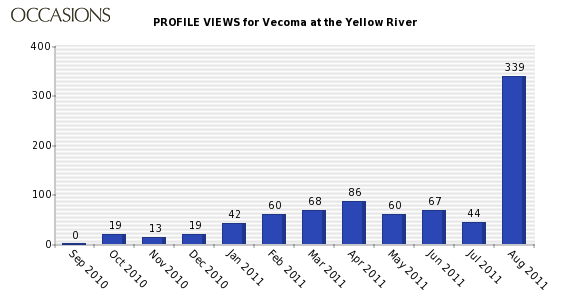 OCCASIONS
PROFILE VIEWS for Vecoma at the Yellow River
400
300
200
100
0
0
19
13
19
42
60
68
86
60
67
44
339
Sep 2010
Oct 2010
Nov 2010
Dec 2010
Jan 2011
Feb 2011
Mar 2011
Apr 2011
May 2011
Jun 2011
Jul 2011
Aug 2011